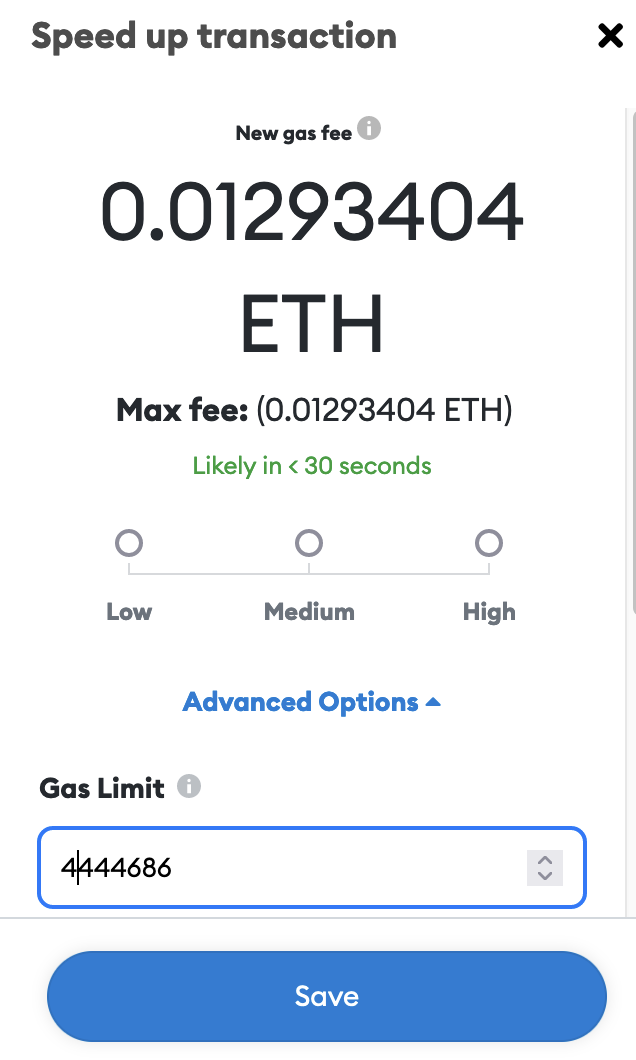 Speed up transaction
New gas fee
0.01293404
ETH
Max fee: (0.01293404 ETH)
Likely in < 30 seconds
Low Medium High
Advanced Options
Gas Limit
4444686
Save